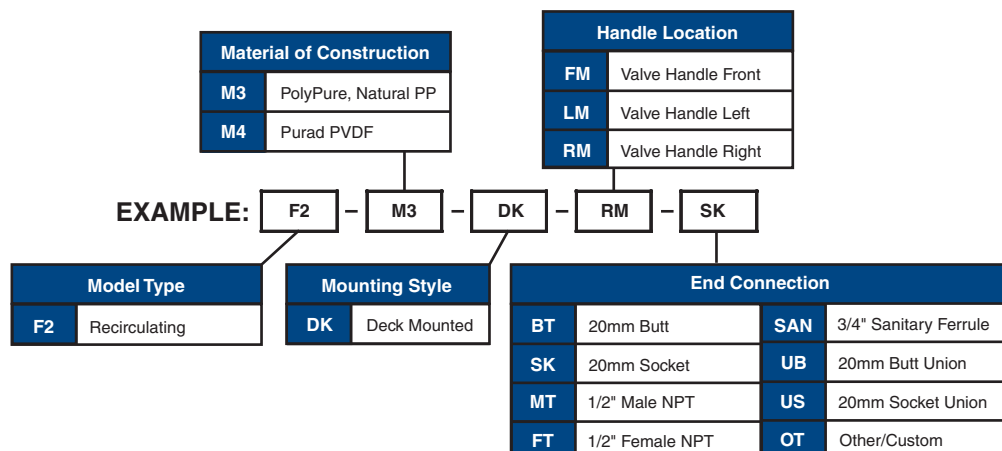 Material of Construction
M3 PolyPure, Natural PP
M4 Purad PVDF
Handle Location
FM Valve Handle Front
LM Valve Handle Left
RM Valve Handle Right
EXAMPLE: F2 – M3 – DK – RM – SK
Model Type
F2 Recirculating
Mounting Style
DK Deck Mounted
End Connection
BT 20mm Butt SAN 3/4" Sanitary Ferrule
SK 20mm Socket UB 20mm Butt Union
MT 1/2" Male NPT US 20mm Socket Union
FT 1/2" Female NPT OT Other/Custom